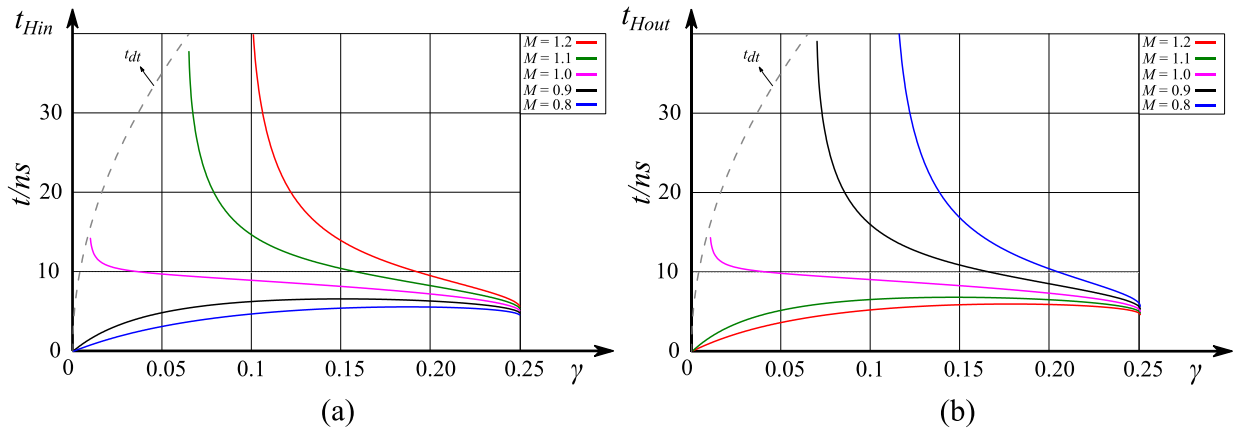 t_Hin
t_dt
M = 1.2
M = 1.1
M = 1.0
M = 0.9
M = 0.8
t/ns
30
20
10
0
0 0.05 0.1 0.15 0.20 0.25 γ
(a)
t_Hout
t_dt
M = 1.2
M = 1.1
M = 1.0
M = 0.9
M = 0.8
t/ns
30
20
10
0
0 0.05 0.1 0.15 0.20 0.25 γ
(b)